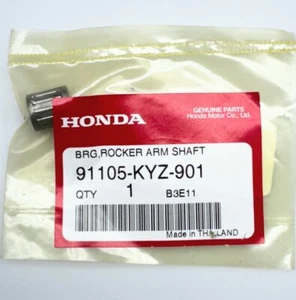 HONDA
GENUINE PARTS
Honda Motor Co., Ltd.
BRG,ROCKER ARM SHAFT
91105-KYZ-901
QTY 1 B3E11
Made in THAILAND